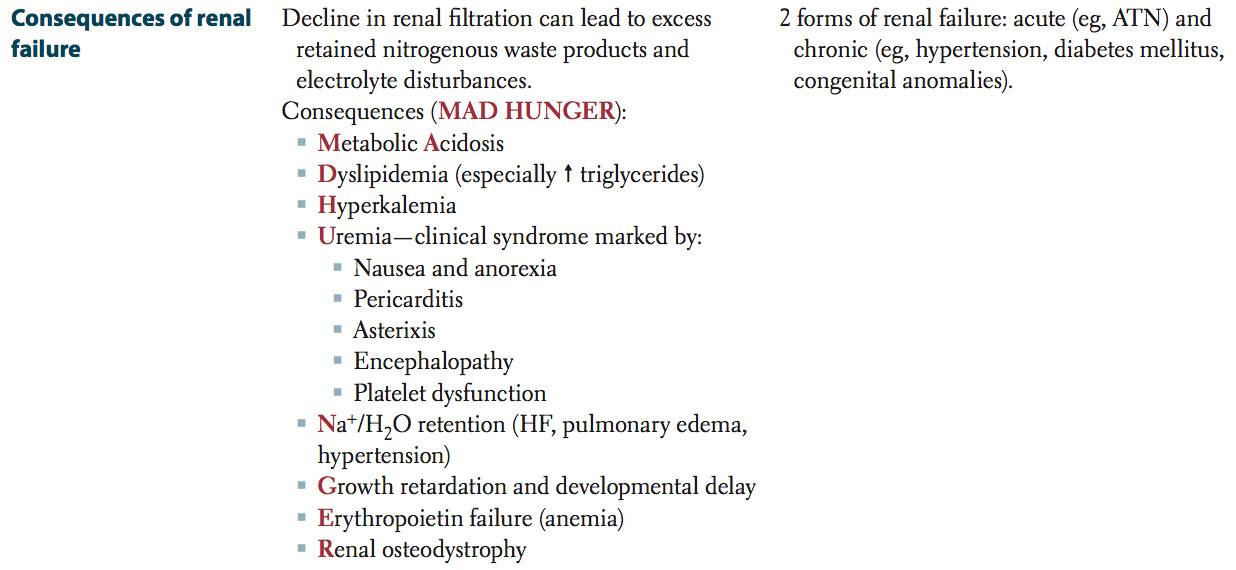 Consequences of renal
failure
Decline in renal filtration can lead to excess
retained nitrogenous waste products and
electrolyte disturbances.
Consequences (MAD HUNGER):
▪ Metabolic Acidosis
▪ Dyslipidemia (especially ↑ triglycerides)
▪ Hyperkalemia
▪ Uremia—clinical syndrome marked by:
▪ Nausea and anorexia
▪ Pericarditis
▪ Asterixis
▪ Encephalopathy
▪ Platelet dysfunction
▪ Na⁺/H₂O retention (HF, pulmonary edema,
hypertension)
▪ Growth retardation and developmental delay
▪ Erythropoietin failure (anemia)
▪ Renal osteodystrophy
2 forms of renal failure: acute (eg, ATN) and
chronic (eg, hypertension, diabetes mellitus,
congenital anomalies).